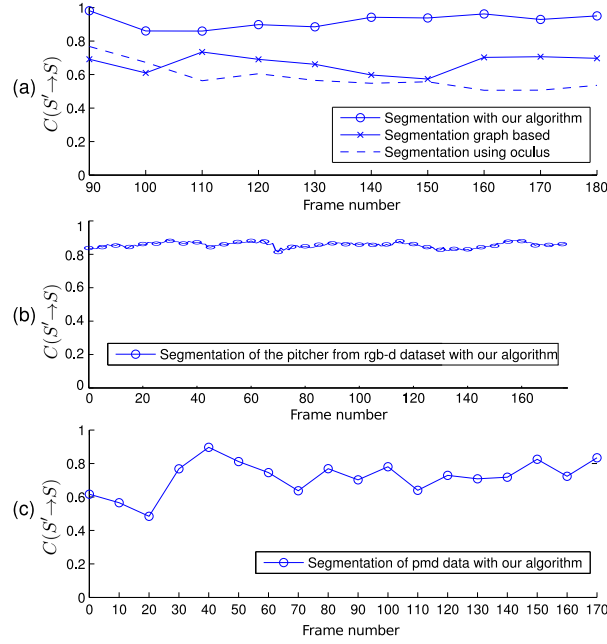 (a)
C(S′→S)
1
0.8
0.6
0.4
0.2
0
Segmentation with our algorithm
Segmentation graph based
Segmentation using oculus
90 100 110 120 130 140 150 160 170 180
Frame number
(b)
C(S′→S)
1
0.8
0.6
0.4
0.2
0
Segmentation of the pitcher from rgb-d dataset with our algorithm
0 20 40 60 80 100 120 140 160
Frame number
(c)
C(S′→S)
1
0.8
0.6
0.4
0.2
0
Segmentation of pmd data with our algorithm
0 10 20 30 40 50 60 70 80 90 100 110 120 130 140 150 160 170
Frame number